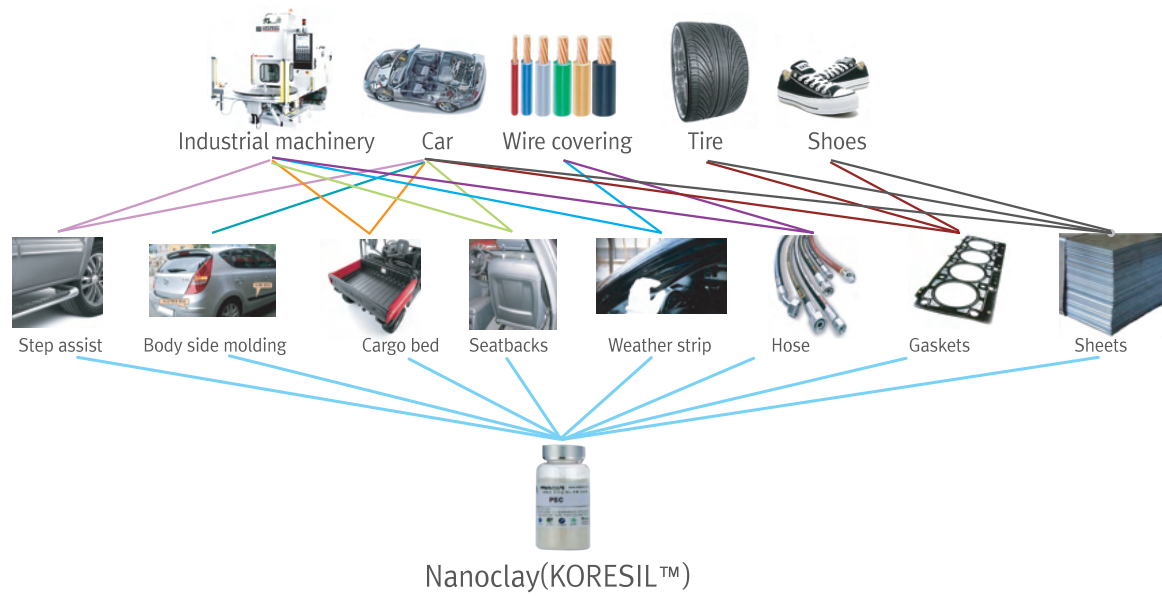 Industrial machinery
Car
Wire covering
Tire
Shoes
Step assist
Body side molding
Cargo bed
Seatbacks
Weather strip
Hose
Gaskets
Sheets
PEC
Nanoclay(KORESIL™)